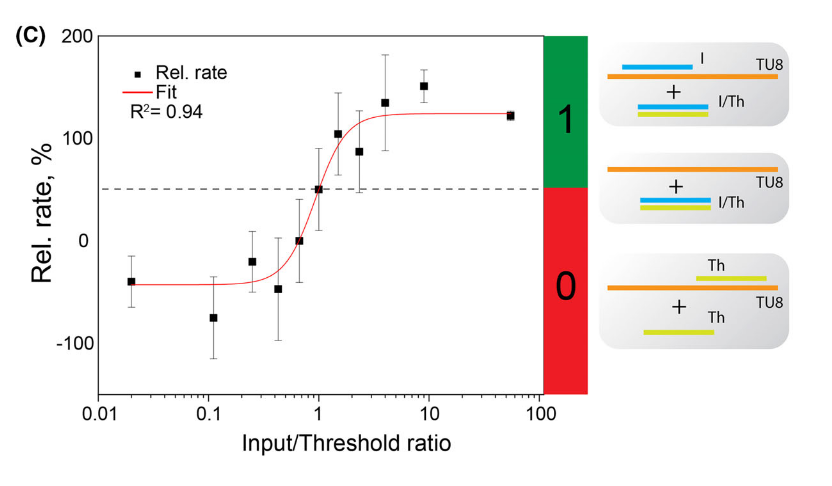 (C)
200
100
0
-100
Rel. rate, %
Rel. rate
Fit
R²= 0.94
0.01
0.1
1
10
100
Input/Threshold ratio
1
0
I
TU8
+
I/Th
TU8
+
I/Th
Th
TU8
+
Th